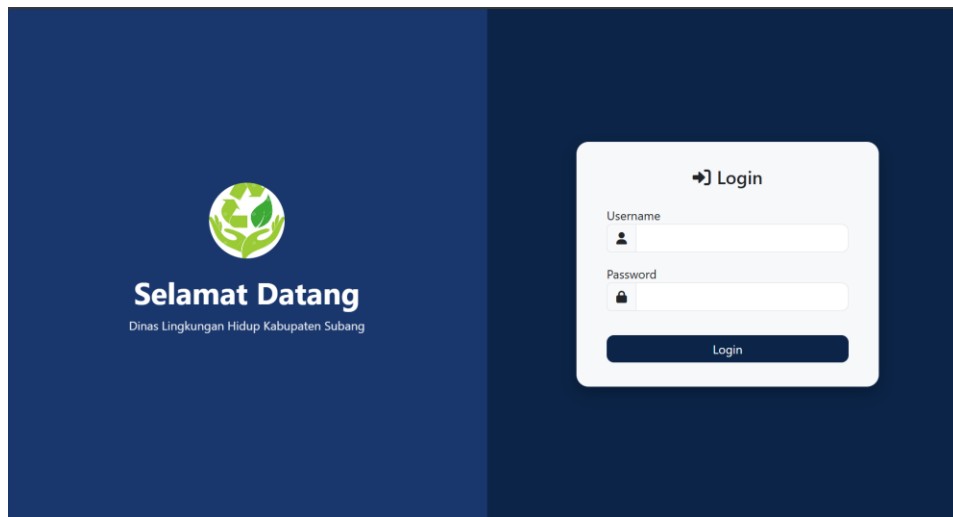 Selamat Datang
Dinas Lingkungan Hidup Kabupaten Subang
Login
Username
Password
Login